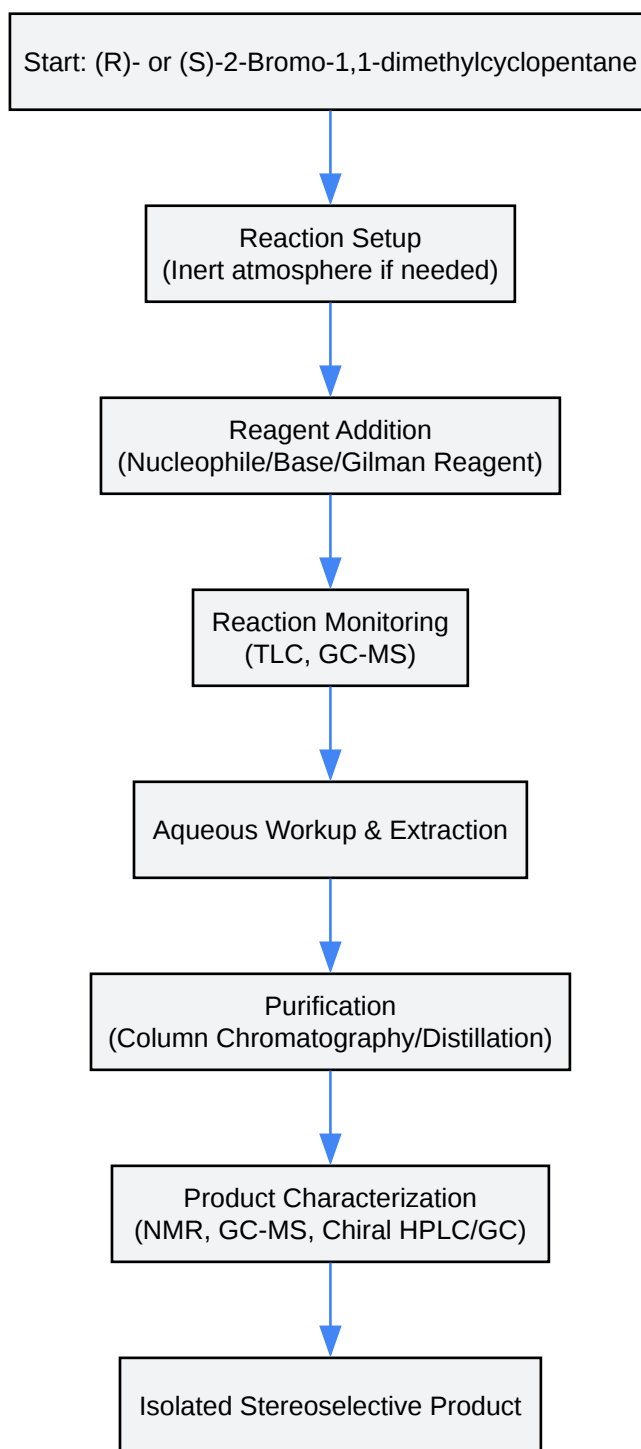 Start: (R)- or (S)-2-Bromo-1,1-dimethylcyclopentane
Reaction Setup
(Inert atmosphere if needed)
Reagent Addition
(Nucleophile/Base/Gilman Reagent)
Reaction Monitoring
(TLC, GC-MS)
Aqueous Workup & Extraction
Purification
(Column Chromatography/Distillation)
Product Characterization
(NMR, GC-MS, Chiral HPLC/GC)
Isolated Stereoselective Product